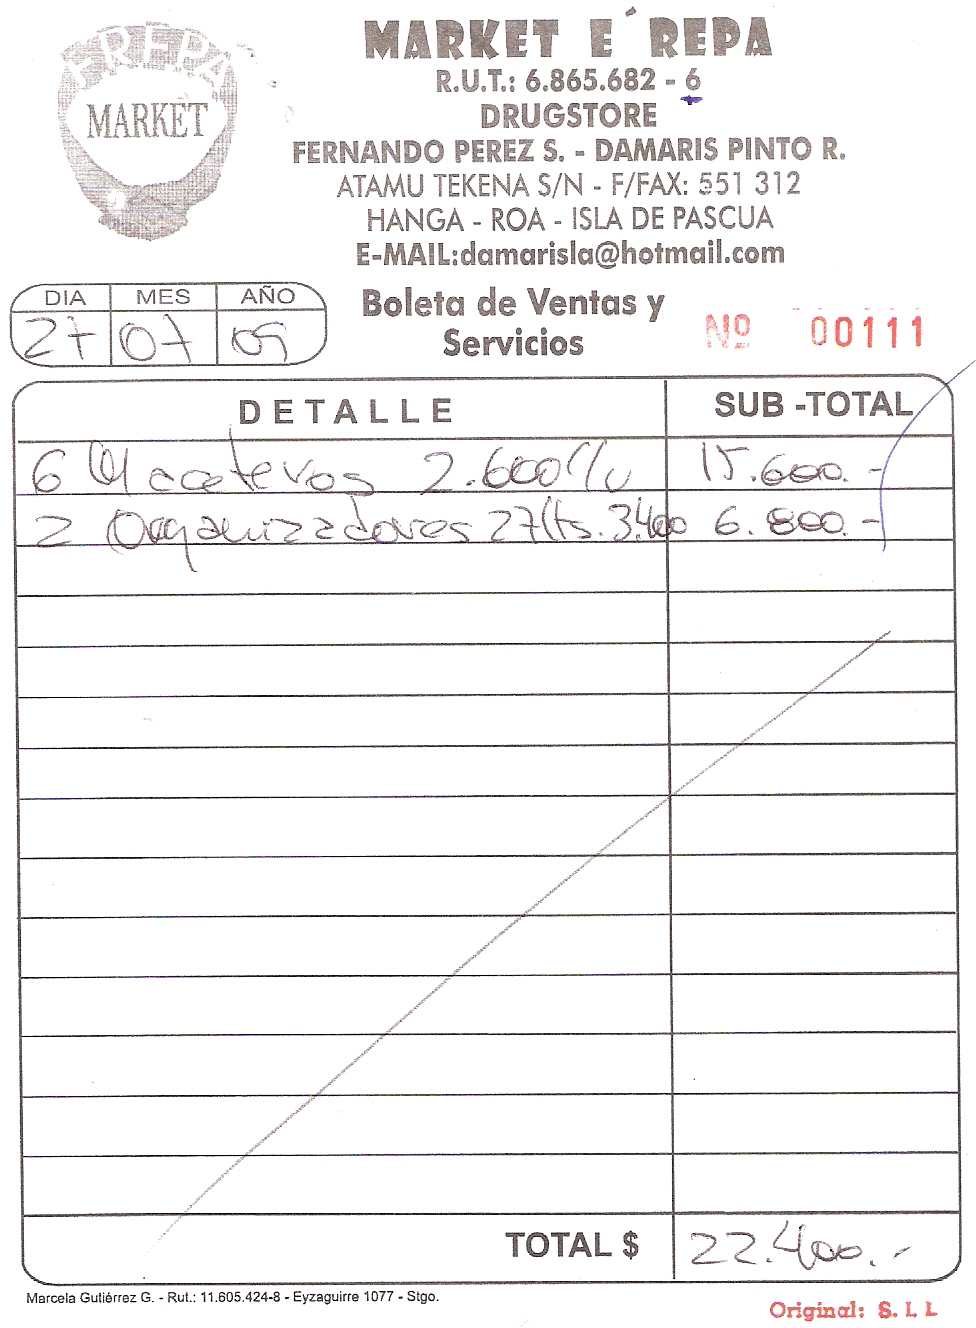 E'REPA
MARKET
MARKET E´REPA
R.U.T.: 6.865.682 - 6
DRUGSTORE
FERNANDO PEREZ S. - DAMARIS PINTO R.
ATAMU TEKENA S/N - F/FAX: 551 312
HANGA - ROA - ISLA DE PASCUA
E-MAIL:damarisla@hotmail.com
DIA MES AÑO
27 07 09
Boleta de Ventas y
Servicios
Nº 00111
DETALLE SUB -TOTAL
6 Maceteros 2.600 c/u 15.600.-
2 Organizadores 27lts. 3.400 6.800.-
TOTAL $ 22.400.-
Marcela Gutiérrez G. - Rut.: 11.605.424-8 - Eyzaguirre 1077 - Stgo.
Original: S. I. I.